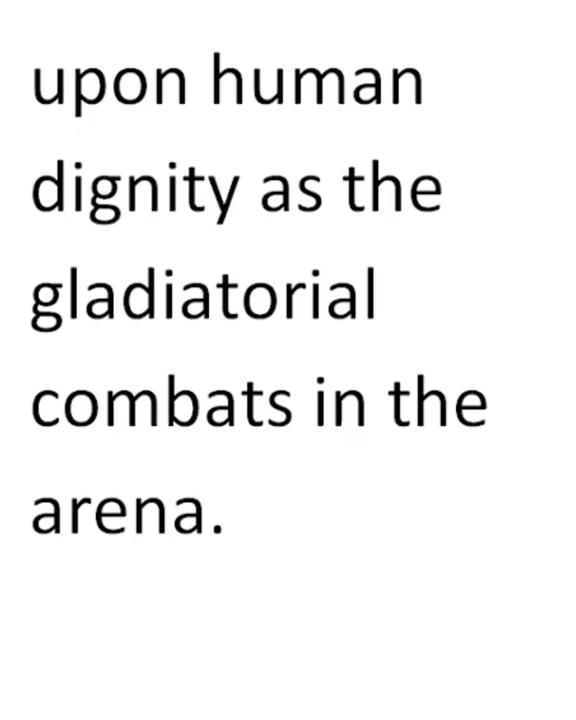 upon human
dignity as the
gladiatorial
combats in the
arena.